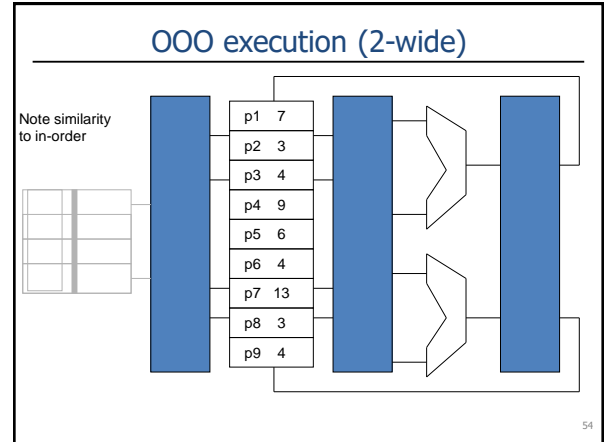 OOO execution (2-wide)
Note similarity
to in-order
p1 7
p2 3
p3 4
p4 9
p5 6
p6 4
p7 13
p8 3
p9 4
54